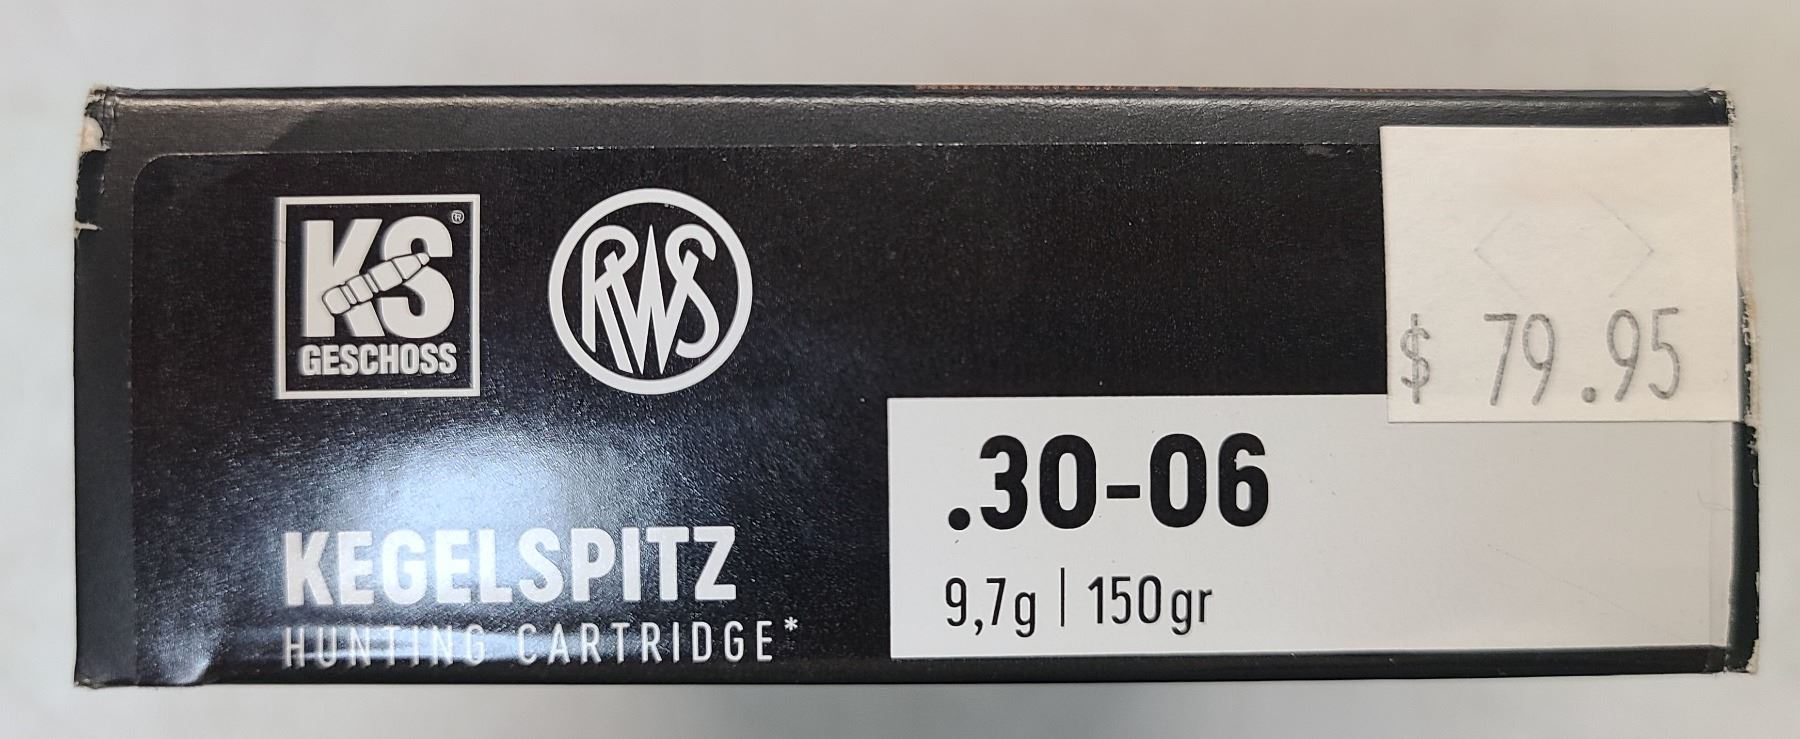 KS®
GESCHOSS
RWS
$ 79.95
.30-06
9,7g | 150gr
KEGELSPITZ
HUNTING CARTRIDGE*